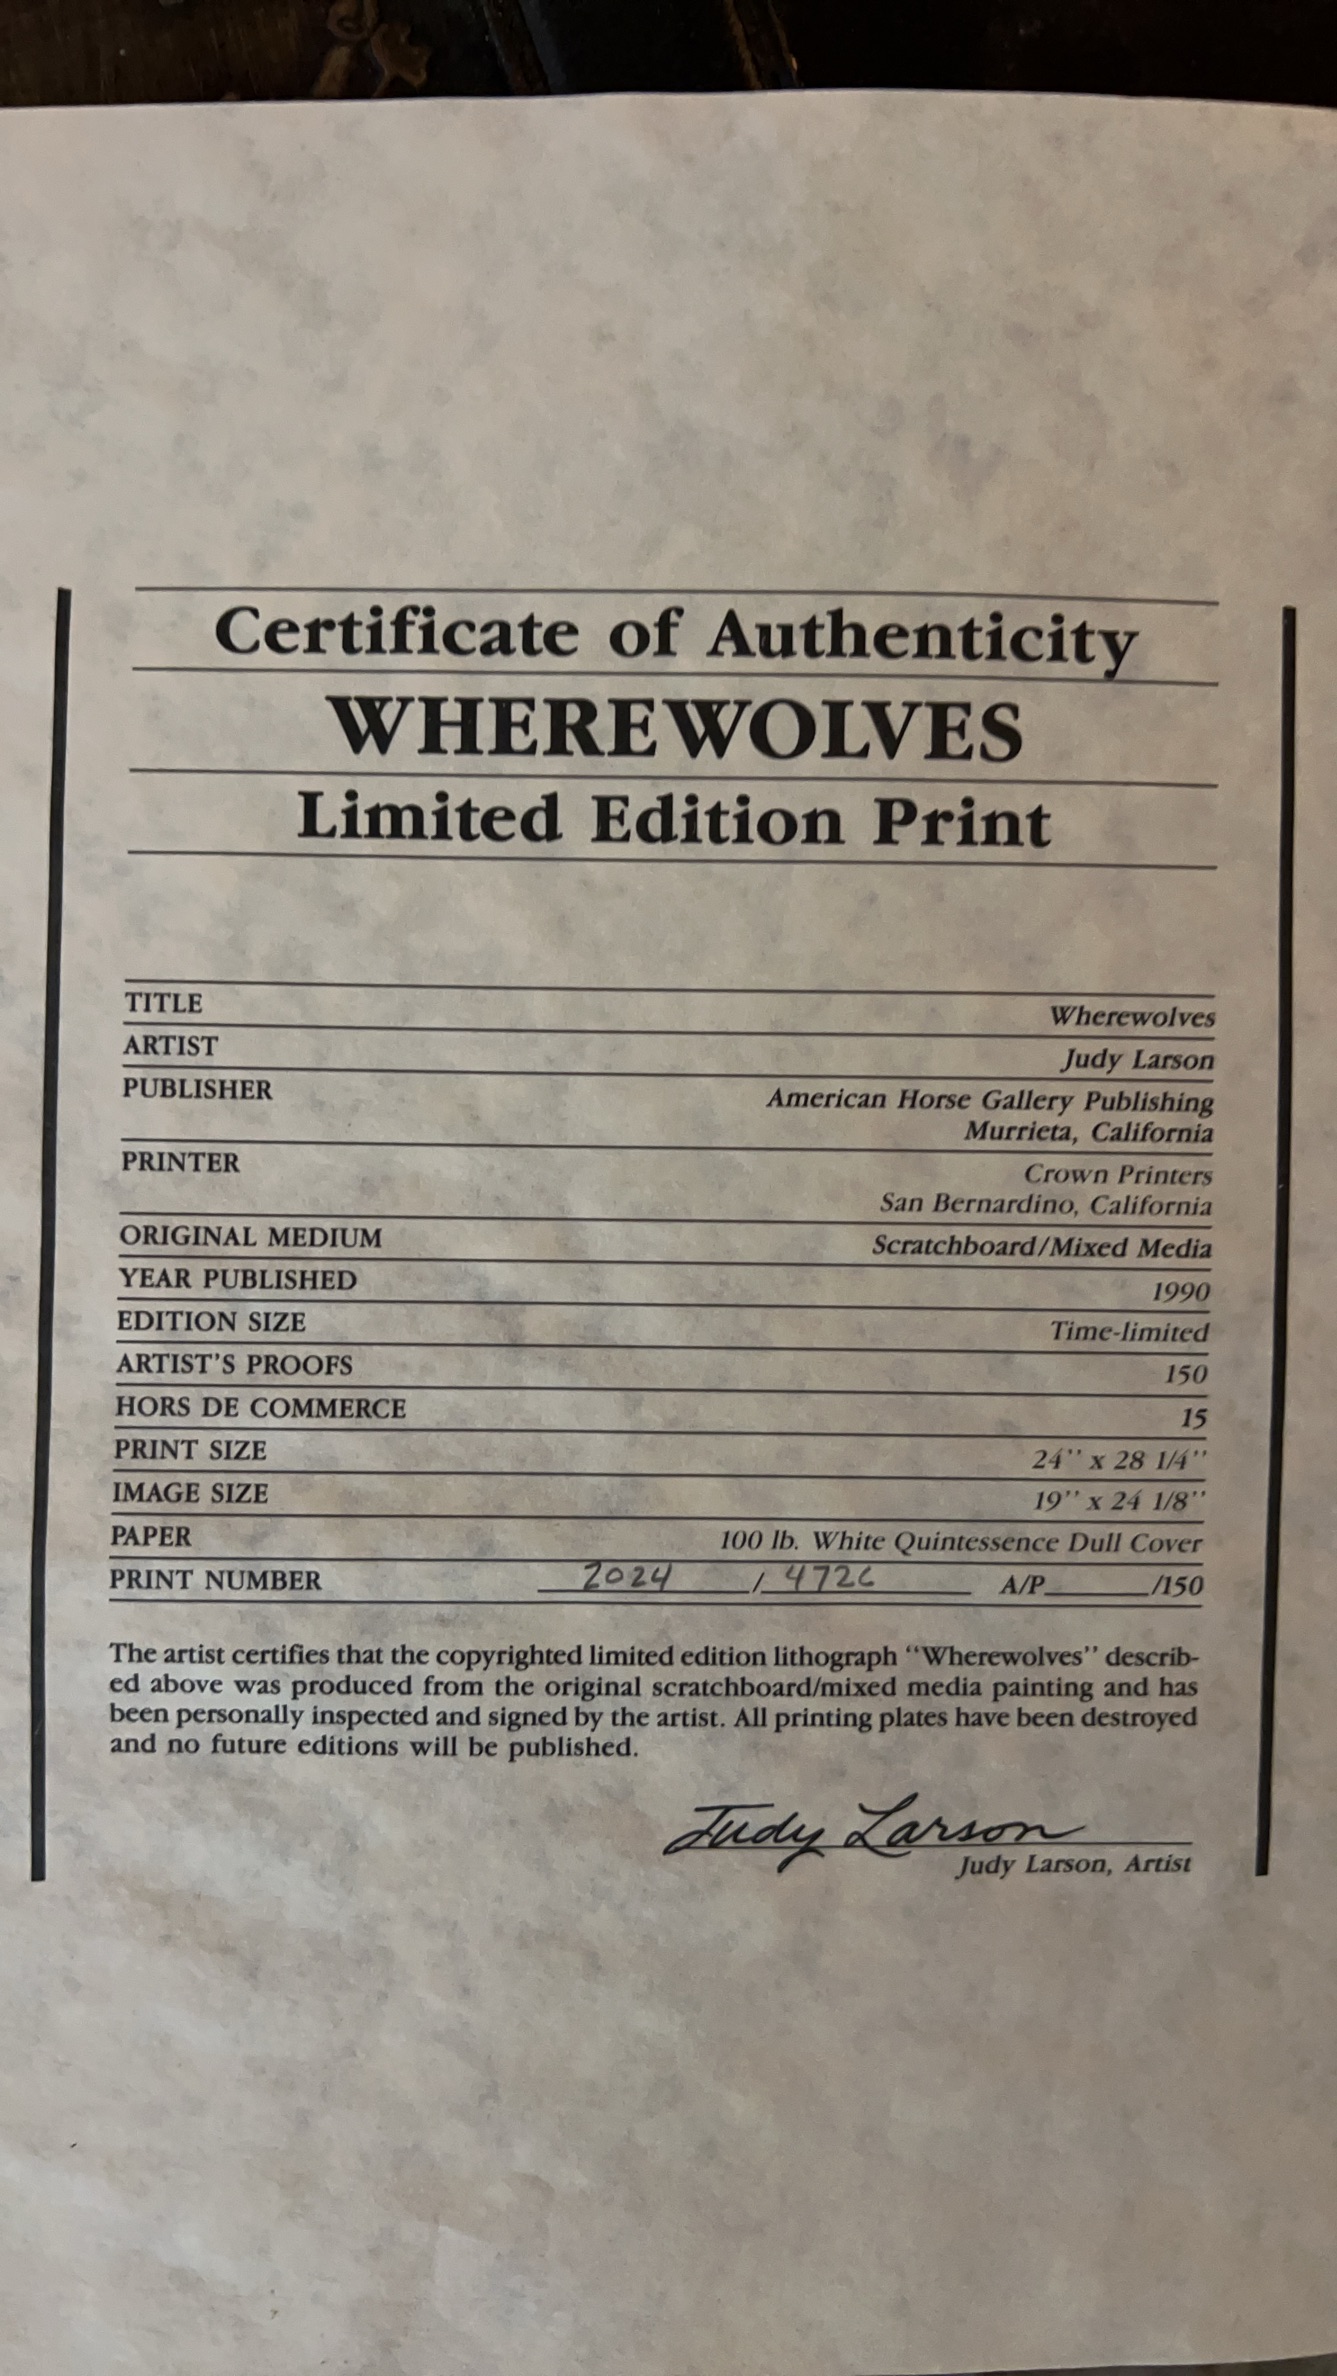 Certificate of Authenticity
WHEREWOLVES
Limited Edition Print
TITLE Wherewolves
ARTIST Judy Larson
PUBLISHER American Horse Gallery Publishing
Murrieta, California
PRINTER Crown Printers
San Bernardino, California
ORIGINAL MEDIUM Scratchboard/Mixed Media
YEAR PUBLISHED 1990
EDITION SIZE Time-limited
ARTIST'S PROOFS 150
HORS DE COMMERCE 15
PRINT SIZE 24'' x 28 1/4''
IMAGE SIZE 19'' x 24 1/8''
PAPER 100 lb. White Quintessence Dull Cover
PRINT NUMBER 2024 / 4726 A/P______/150
The artist certifies that the copyrighted limited edition lithograph ‘‘Wherewolves’’ describ-
ed above was produced from the original scratchboard/mixed media painting and has
been personally inspected and signed by the artist. All printing plates have been destroyed
and no future editions will be published.
Judy Larson
Judy Larson, Artist